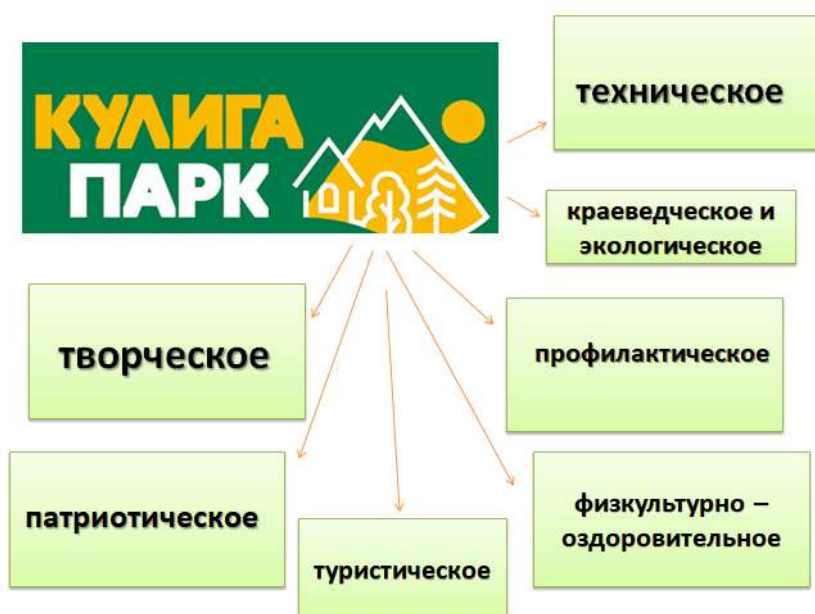 КУЛИГА
ПАРК
техническое
краеведческое и
экологическое
творческое
профилактическое
патриотическое
туристическое
физкультурно –
оздоровительное